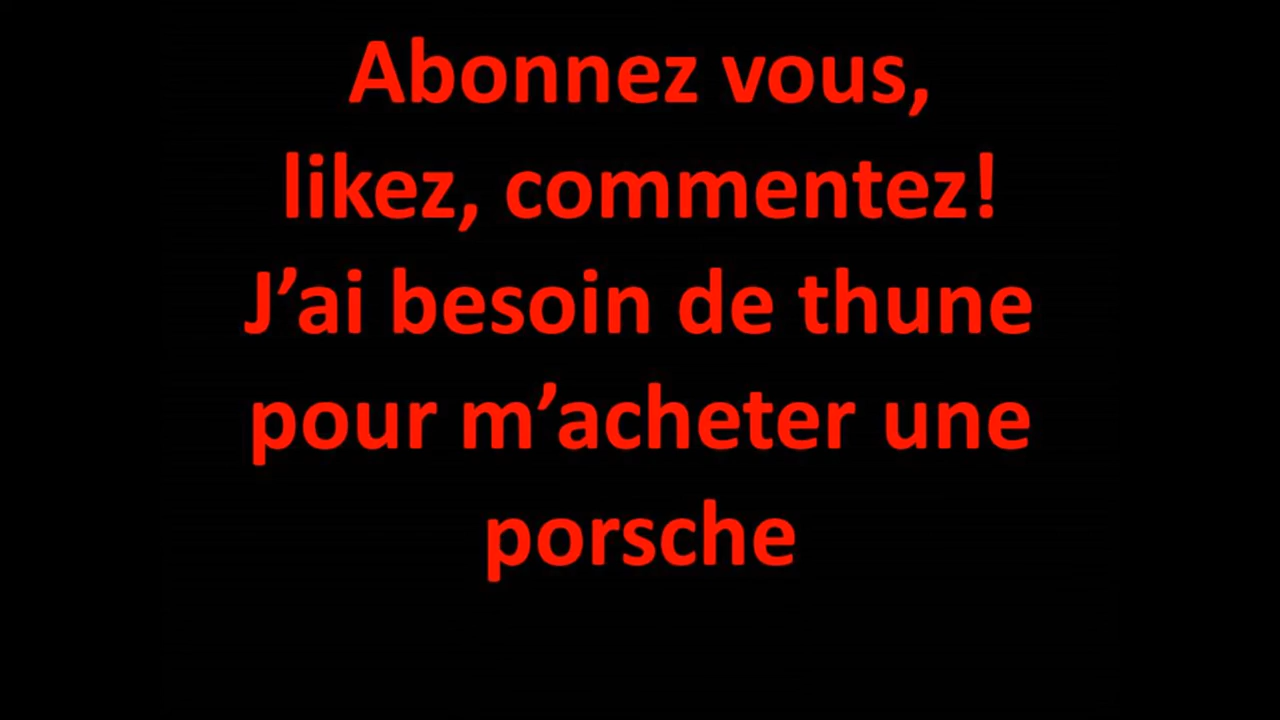 Abonnez vous,
likez, commentez!
J’ai besoin de thune
pour m’acheter une
porsche